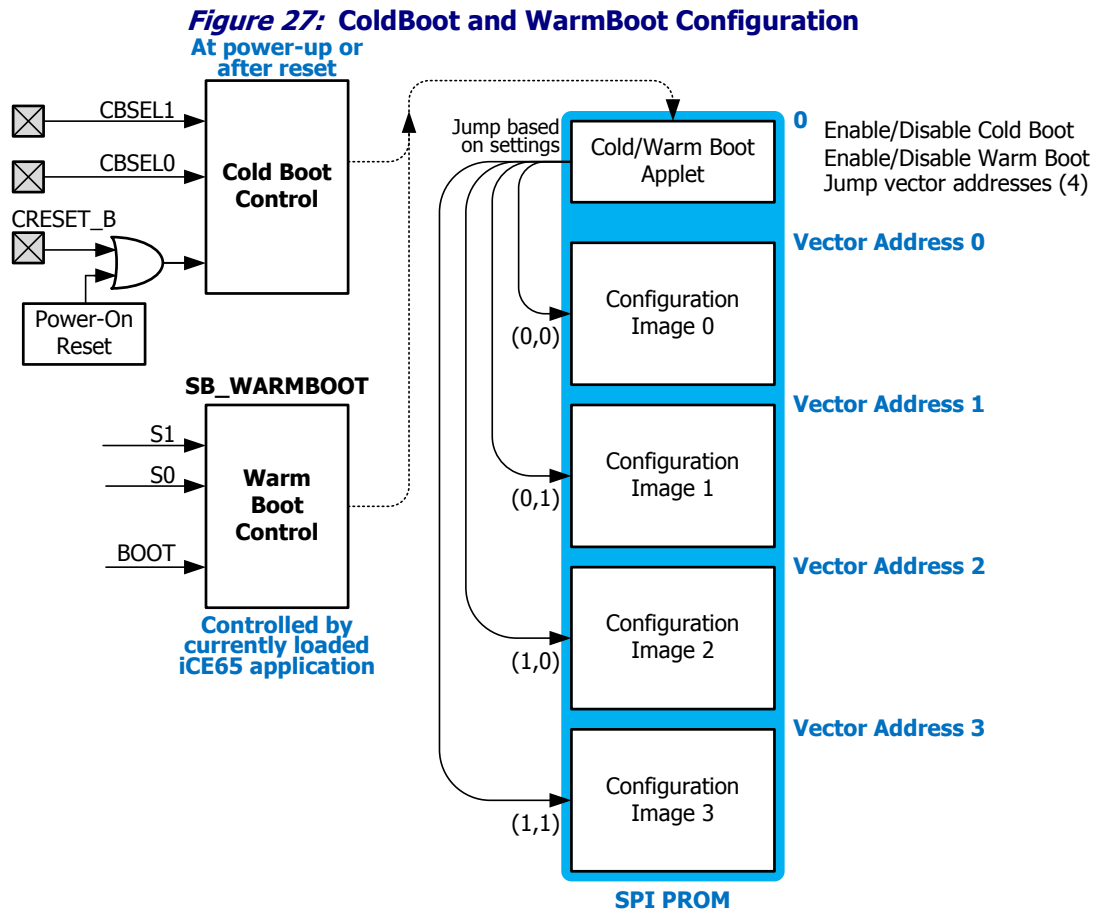 Figure 27: ColdBoot and WarmBoot Configuration
At power-up or
after reset
CBSEL1
CBSEL0
CRESET_B
Cold Boot
Control
Power-On
Reset
SB_WARMBOOT
S1
S0
BOOT
Warm
Boot
Control
Controlled by
currently loaded
iCE65 application
Jump based
on settings
Cold/Warm Boot
Applet
0
Enable/Disable Cold Boot
Enable/Disable Warm Boot
Jump vector addresses (4)
Vector Address 0
Configuration
Image 0
(0,0)
Vector Address 1
Configuration
Image 1
(0,1)
Vector Address 2
Configuration
Image 2
(1,0)
Vector Address 3
Configuration
Image 3
(1,1)
SPI PROM